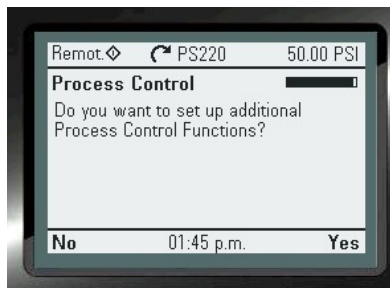 Remot. PS220 50.00 PSI
Process Control
Do you want to set up additional
Process Control Functions?
No 01:45 p.m. Yes